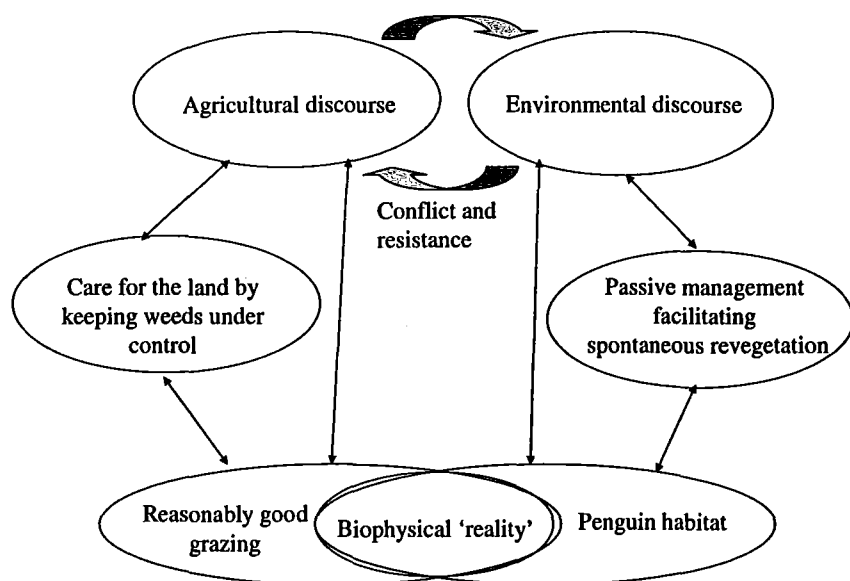 Agricultural discourse
Environmental discourse
Conflict and
resistance
Care for the land by
keeping weeds under
control
Passive management
facilitating
spontaneous revegetation
Reasonably good
grazing
Biophysical ‘reality’
Penguin habitat